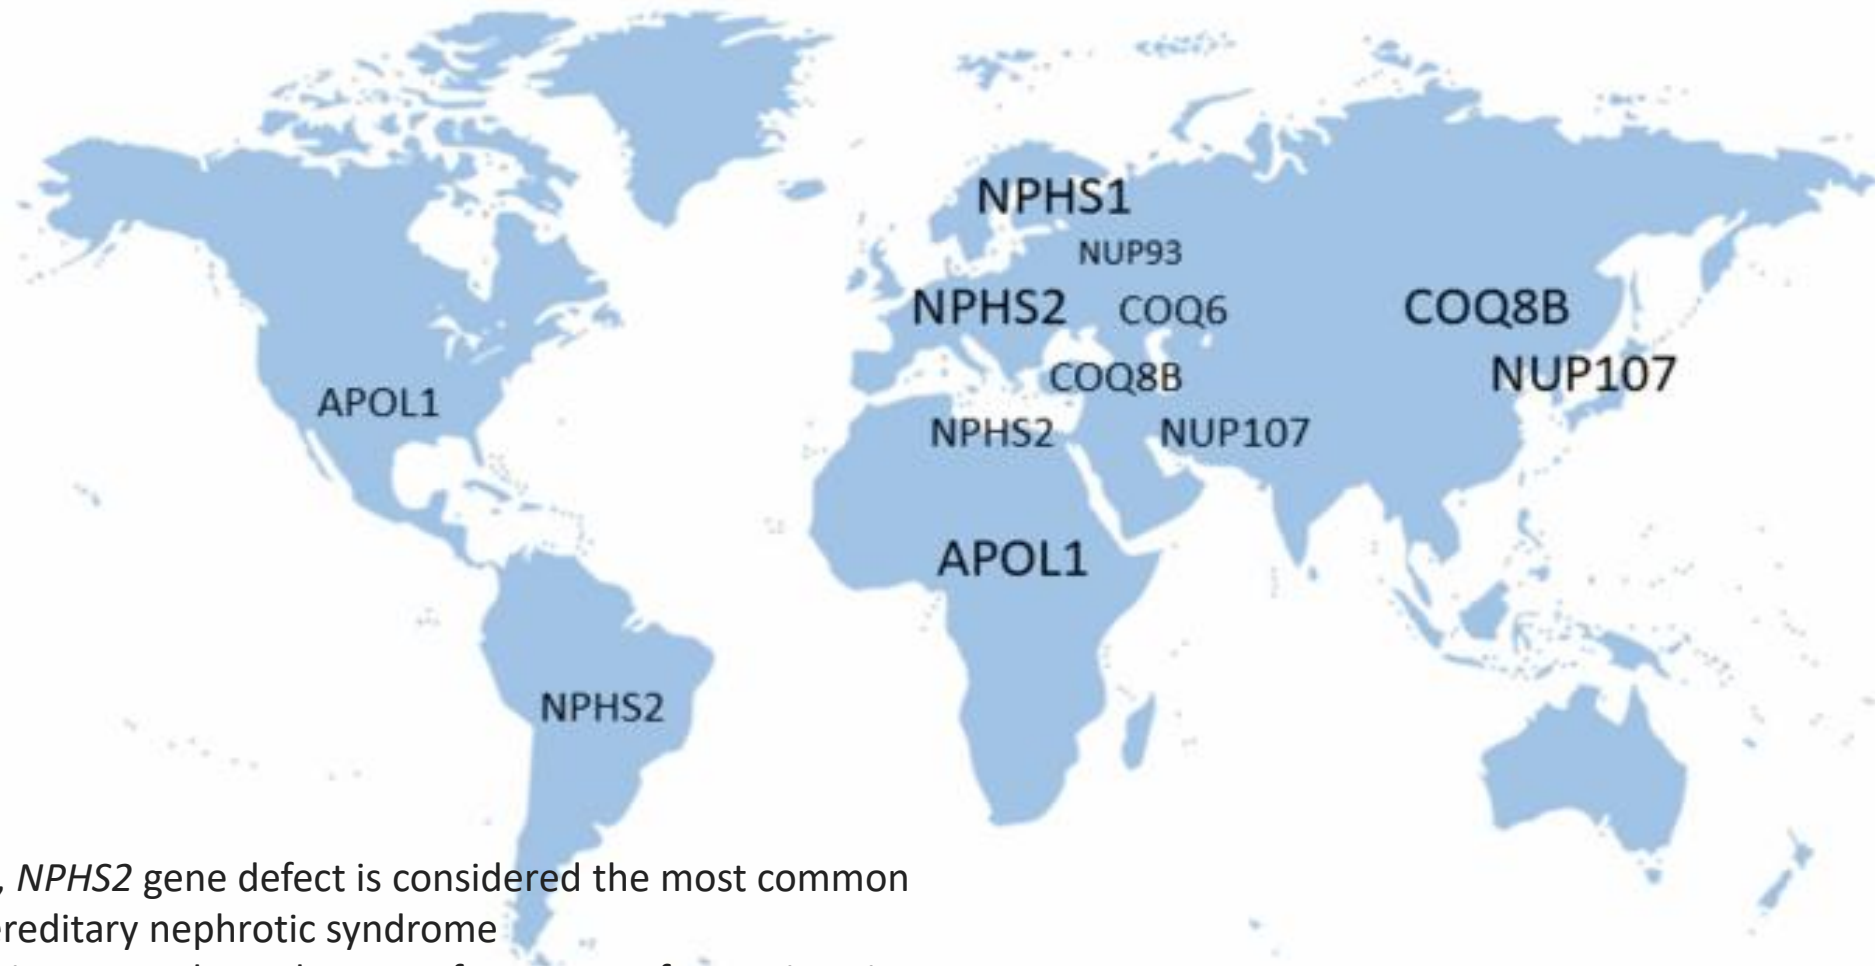 NPHS1
NUP93
NPHS2 COQ6 COQ8B
NUP107
COQ8B
APOL1
NPHS2 NUP107
APOL1
NPHS2
, NPHS2 gene defect is considered the most common
ereditary nephrotic syndrome